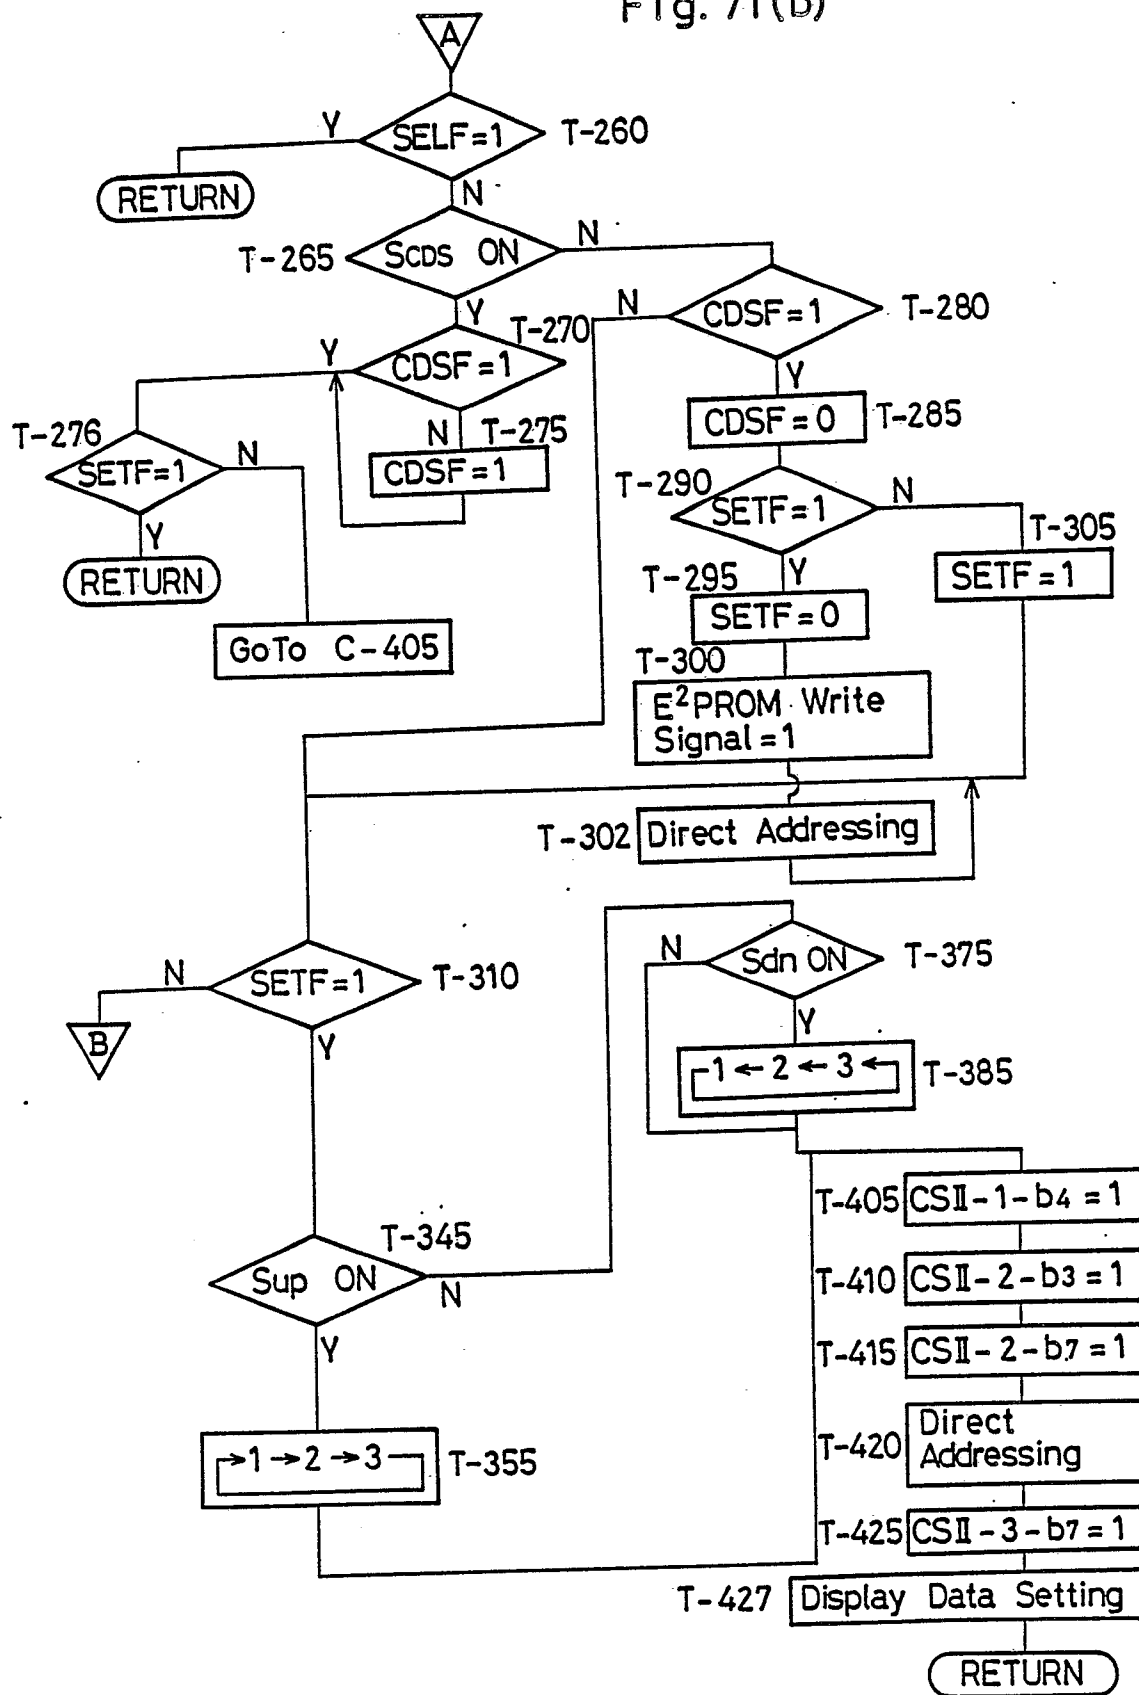 Fig. 71(B)
A
SELF=1
T-260
Y
RETURN
N
SCDS ON
T-265
N
Y
CDSF=1
T-270
Y
N
CDSF=1
T-275
T-276
SETF=1
N
Y
RETURN
GoTo C-405
CDSF=1
T-280
N
Y
CDSF=0
T-285
T-290
SETF=1
N
T-305
SETF=1
Y
T-295
SETF=0
T-300
E²PROM Write
Signal=1
T-302
Direct Addressing
SETF=1
T-310
N
B
Y
T-345
Sup ON
N
Y
→1→2→3
T-355
Sdn ON
T-375
N
Y
1←2←3←
T-385
T-405
CSⅡ-1-b4=1
T-410
CSⅡ-2-b3=1
T-415
CSⅡ-2-b7=1
T-420
Direct
Addressing
T-425
CSⅡ-3-b7=1
T-427
Display Data Setting
RETURN